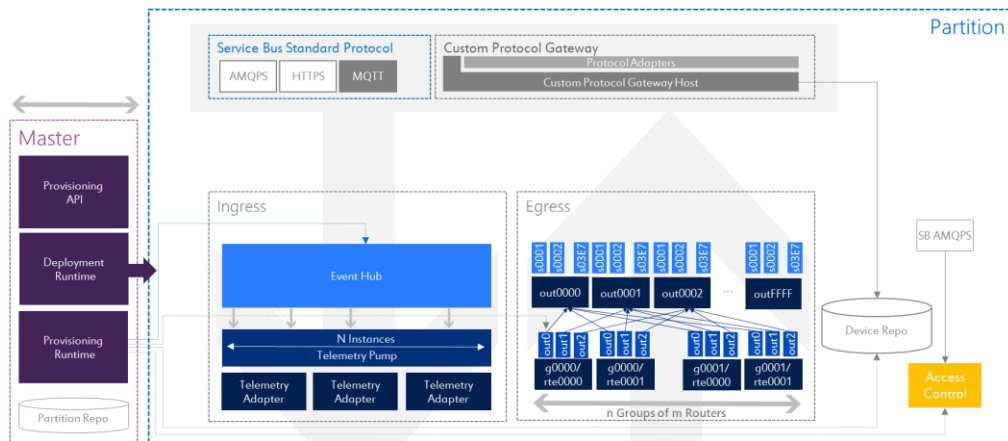 Partition
Service Bus Standard Protocol
AMQPS
HTTPS
MQTT
Custom Protocol Gateway
Protocol Adapters
Custom Protocol Gateway Host
Master
Provisioning
API
Deployment
Runtime
Provisioning
Runtime
Partition Repo
Ingress
Event Hub
N Instances
Telemetry Pump
Telemetry
Adapter
Telemetry
Adapter
Telemetry
Adapter
Egress
s0001
s0002
s03E7
s0001
s0002
s03E7
s0001
s0002
s03E7
s0001
s0002
s03E7
out0000
out0001
out0002
...
outFFFF
out0
out1
out2
out0
out1
out2
out0
out1
out2
out0
out1
out2
g0000/
rte0000
g0000/
rte0001
g0001/
rte0000
g0001/
rte0001
n Groups of m Routers
SB AMQPS
Device Repo
Access
Control